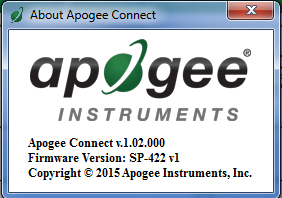 About Apogee Connect
apogee®
INSTRUMENTS
Apogee Connect v.1.02.000
Firmware Version: SP-422 v1
Copyright © 2015 Apogee Instruments, Inc.